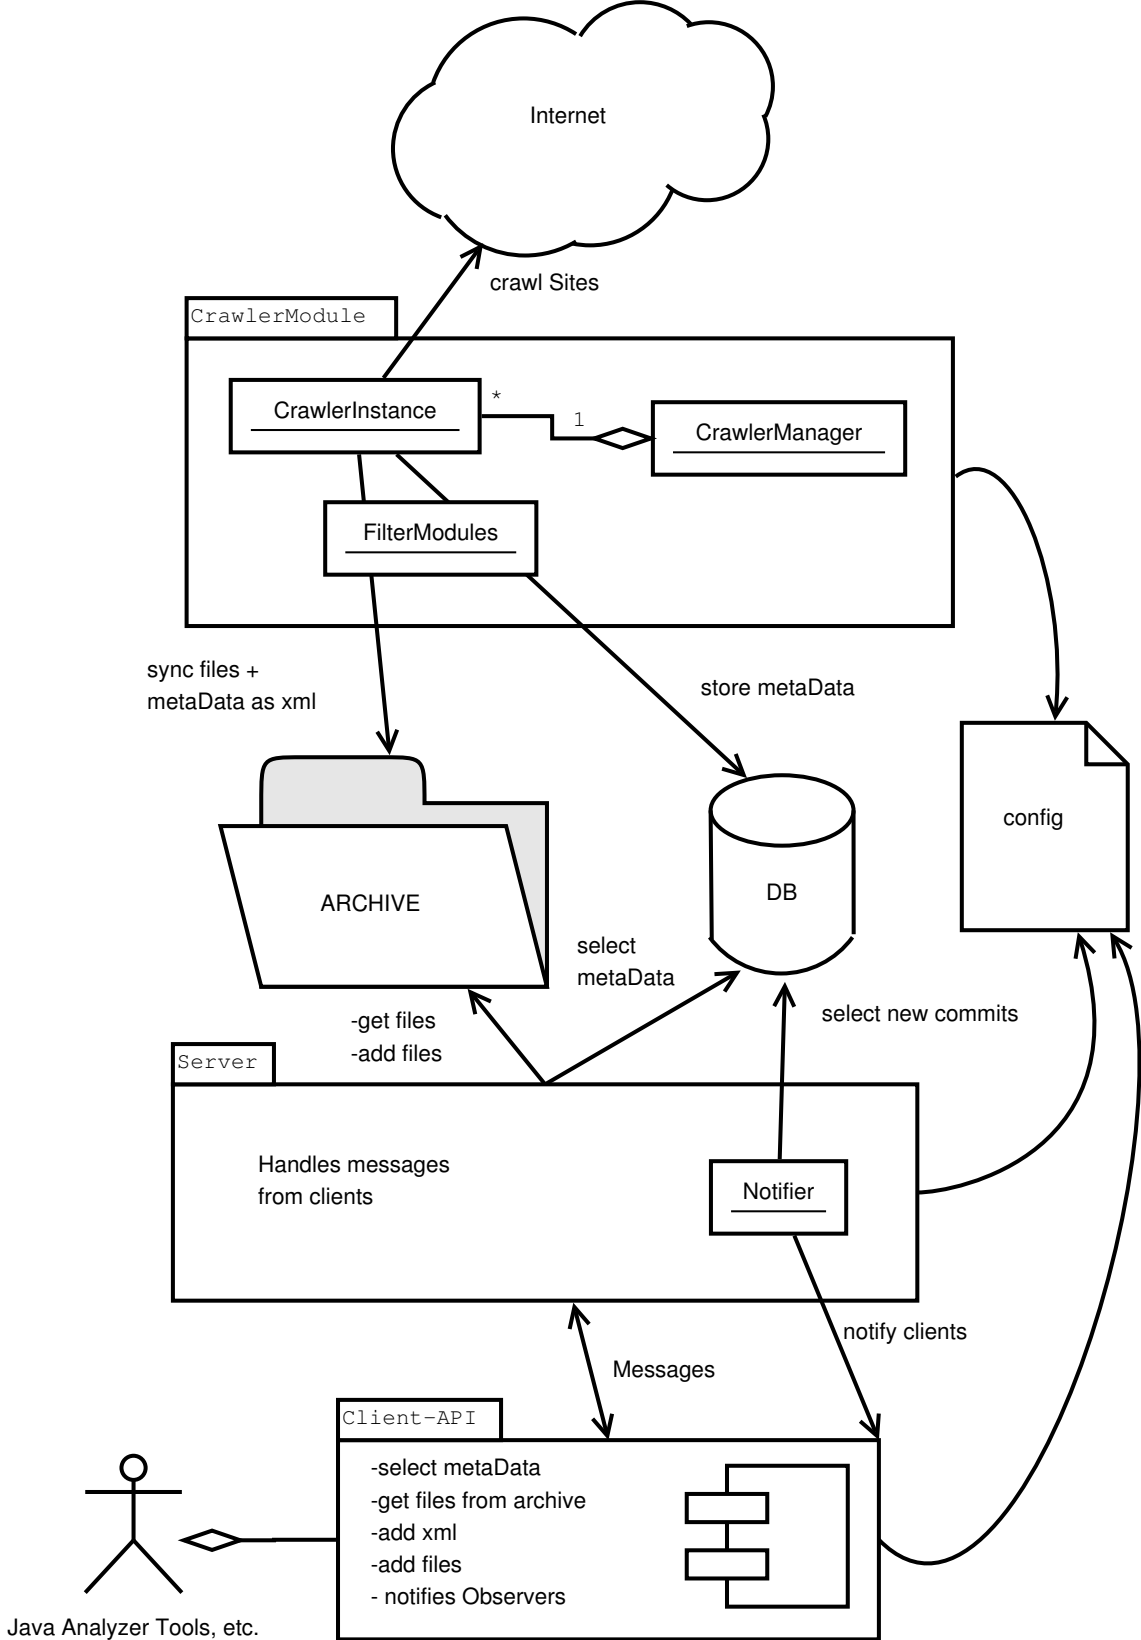 Internet
crawl Sites
CrawlerModule
CrawlerInstance
*
1
CrawlerManager
FilterModules
sync files +
metaData as xml
store metaData
config
ARCHIVE
DB
select
metaData
-get files
-add files
select new commits
Server
Handles messages
from clients
Notifier
notify clients
Messages
Client-API
-select metaData
-get files from archive
-add xml
-add files
- notifies Observers
Java Analyzer Tools, etc.